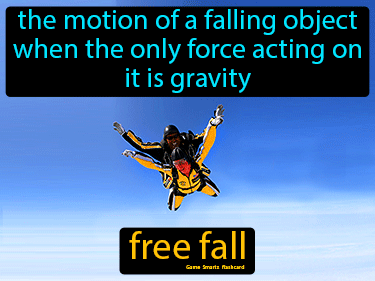 the motion of a falling object
when the only force acting on
it is gravity
free fall
Game Smartz flashcard